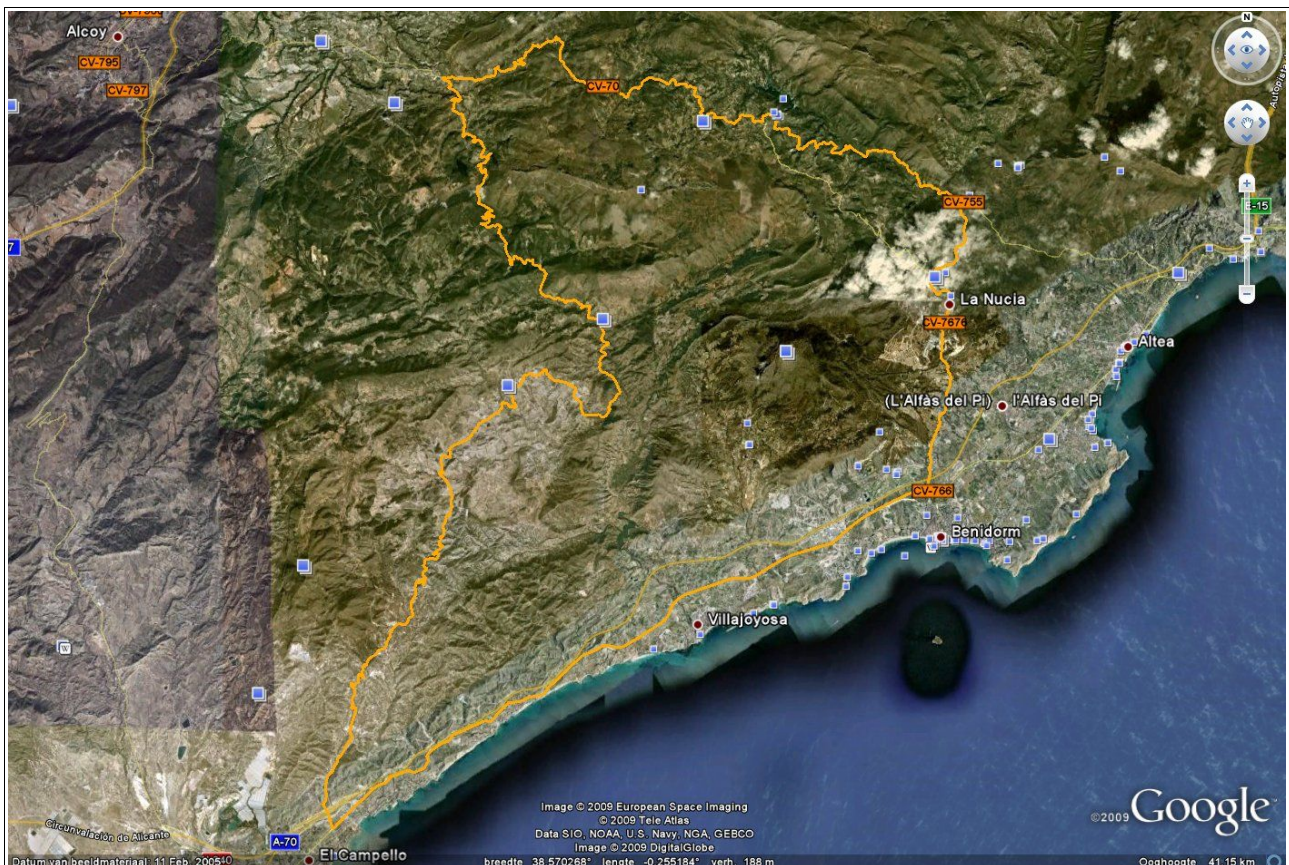 Alcoy
CV-795
CV-797
CV-70
Autopista
CV-755
E-15
7
La Nucia
CV-7676
Altea
(L'Alfàs del Pi) l'Alfàs del Pi
CV-766
Benidorm
Villajoyosa
W
N
Image © 2009 European Space Imaging
© 2009 Tele Atlas
Data SIO, NOAA, U.S. Navy, NGA, GEBCO
Image © 2009 DigitalGlobe
©2009 Google
Circunvalación de Alicante
A-70
El Campello
Datum van beeldmateriaal: 11 Feb, 2005
40
breedte 38.570268° lengte -0.255184° verh. 188 m
Ooghoogte 41.15 km